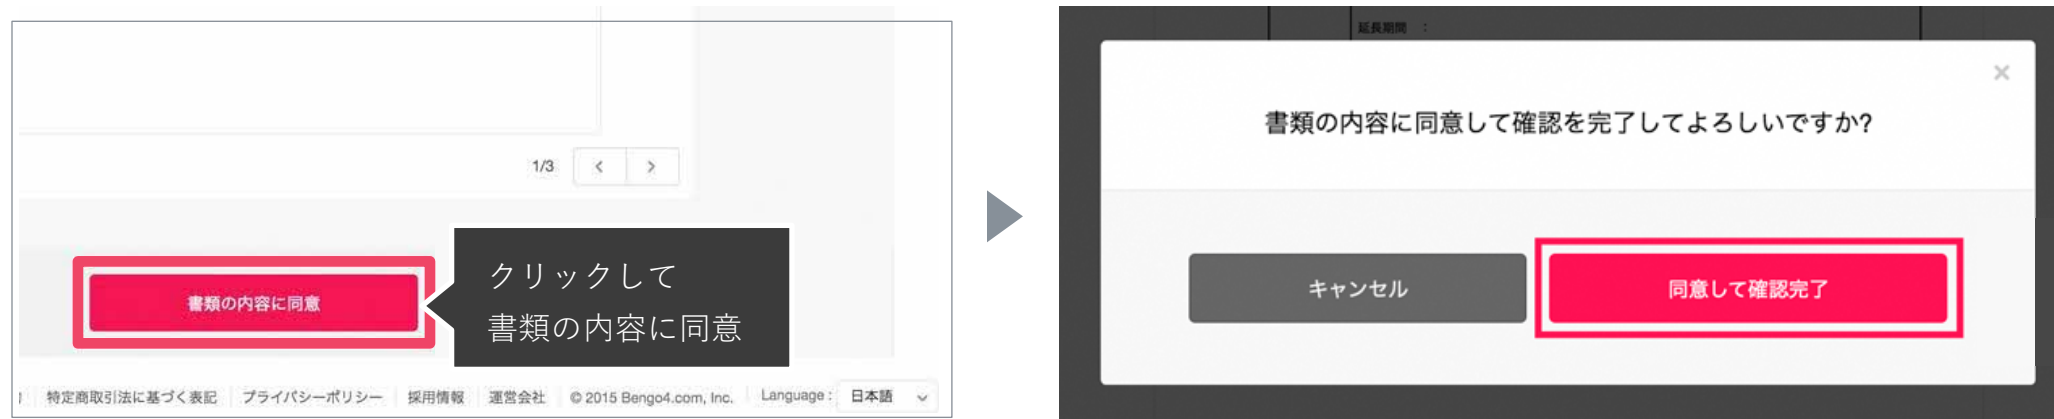 1/3
書類の内容に同意
クリックして
書類の内容に同意
特定商取引法に基づく表記 プライバシーポリシー 採用情報 運営会社 © 2015 Bengo4.com, Inc. Language : 日本語
延長期間 :
書類の内容に同意して確認を完了してよろしいですか?
キャンセル 同意して確認完了